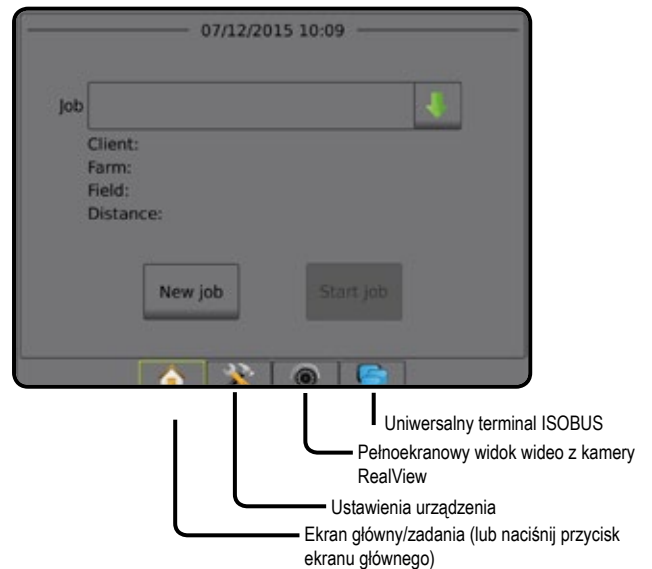 07/12/2015 10:09
Job
Client:
Farm:
Field:
Distance:
New job
Start job
Uniwersalny terminal ISOBUS
Pełnoekranowy widok wideo z kamery
RealView
Ustawienia urządzenia
Ekran główny/zadania (lub naciśnij przycisk
ekranu głównego)